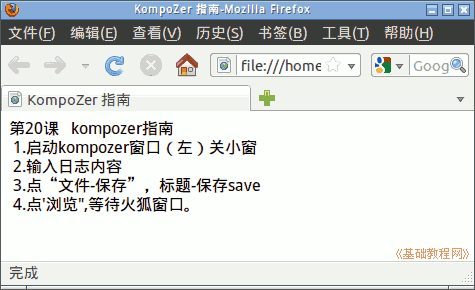 KompoZer 指南-Mozilla Firefox
文件(F) 编辑(E) 查看(V) 历史(S) 书签(B) 工具(T) 帮助(H)
file:///home Goog
KompoZer 指南
第20课 kompozer指南
1.启动kompozer窗口（左）关小窗
2.输入日志内容
3.点“文件-保存”，标题-保存save
4.点'浏览",等待火狐窗口。
《基础教程网》
完成